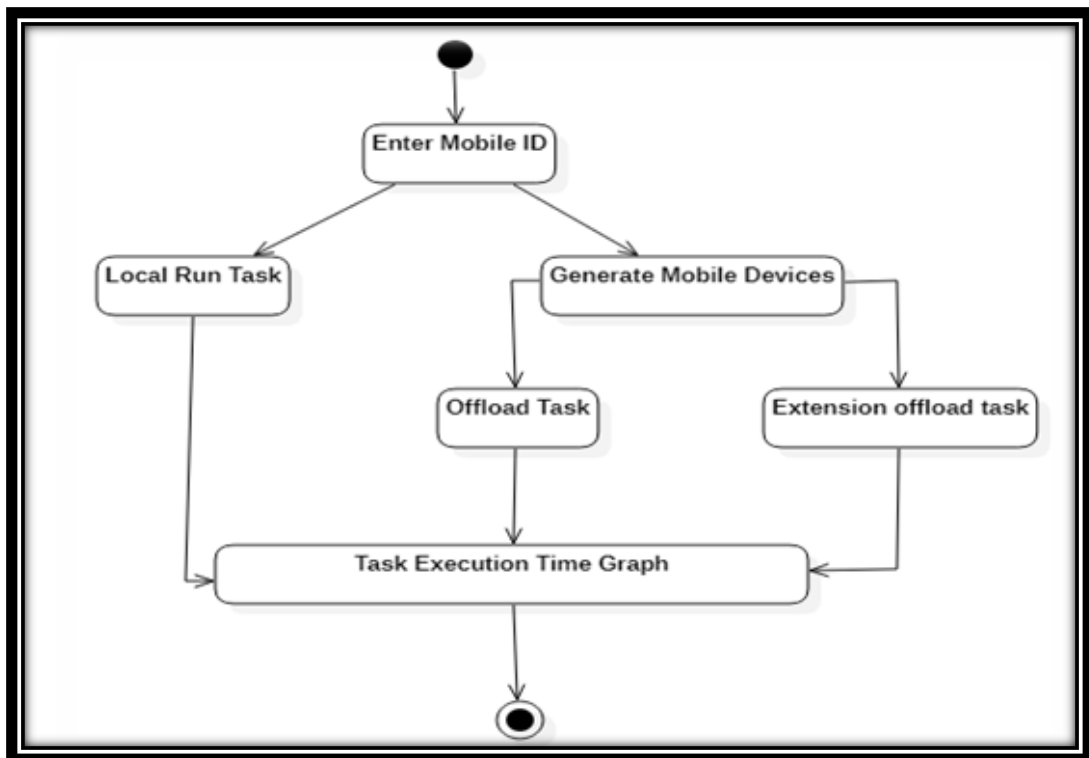 Enter Mobile ID
Local Run Task
Generate Mobile Devices
Offload Task
Extension offload task
Task Execution Time Graph